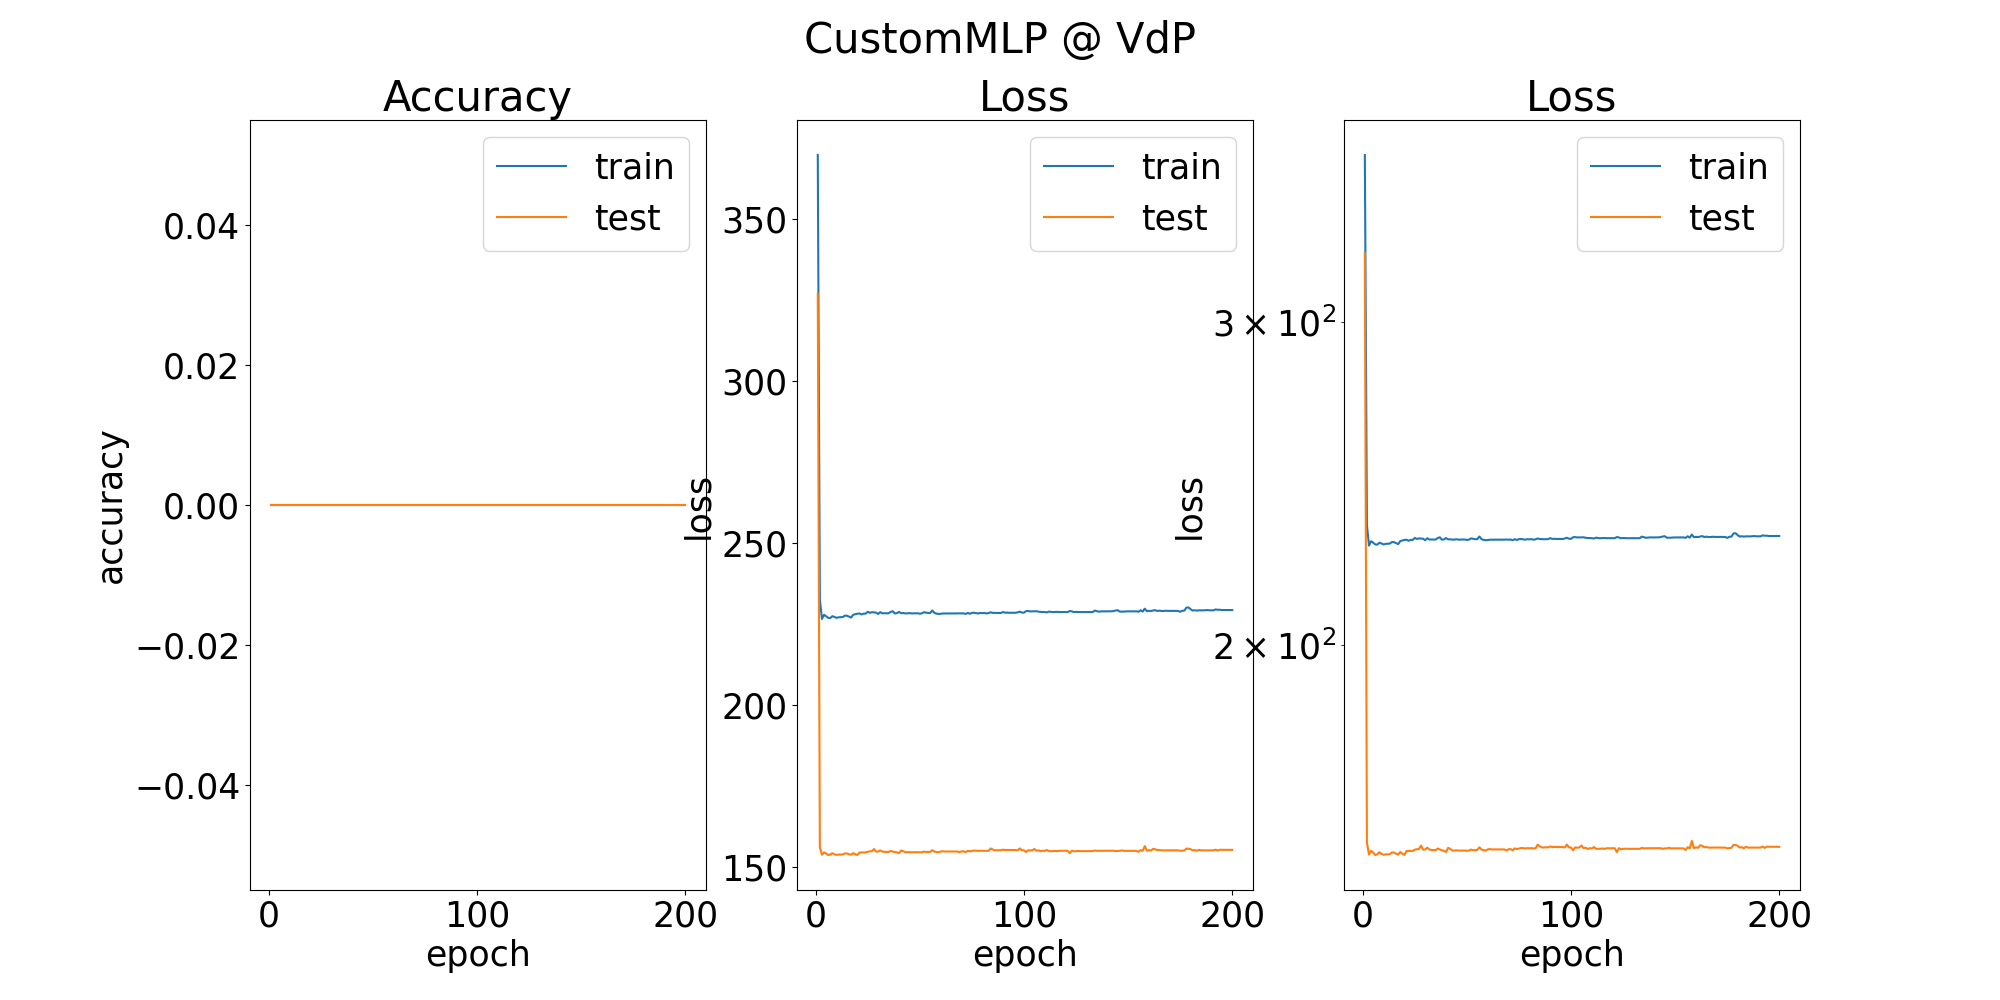 CustomMLP @ VdP
Accuracy
train
test
0.04
0.02
0.00
−0.02
−0.04
accuracy
0 100 200
epoch
Loss
train
test
350
300
250
200
150
loss
0 100 200
epoch
Loss
train
test
3 × 10²
2 × 10²
loss
0 100 200
epoch